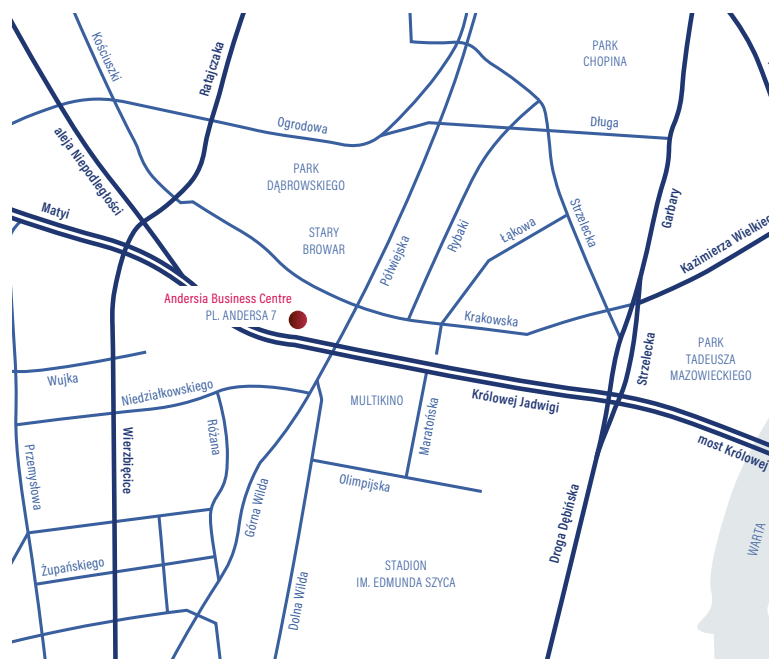 Kościuszki
Ratajczaka
PARK
CHOPINA
Ogrodowa
Długa
aleja Niepodległości
PARK
DĄBROWSKIEGO
Matyi
STARY
BROWAR
Półwiejska
Rybaki
Łąkowa
Strzelecka
Garbary
Kazimierza Wielkieg
Andersia Business Centre
PL. ANDERSA 7
Krakowska
Strzelecka
PARK
TADEUSZA
MAZOWIECKIEGO
Wujka
Niedziałkowskiego
MULTIKINO
Królowej Jadwigi
Maratońska
Różana
Wierzbięcice
Przemysłowa
most Królowej
Olimpijska
Górna Wilda
Droga Dębińska
WARTA
Żupańskiego
STADION
IM. EDMUNDA SZYCA
Dolna Wilda